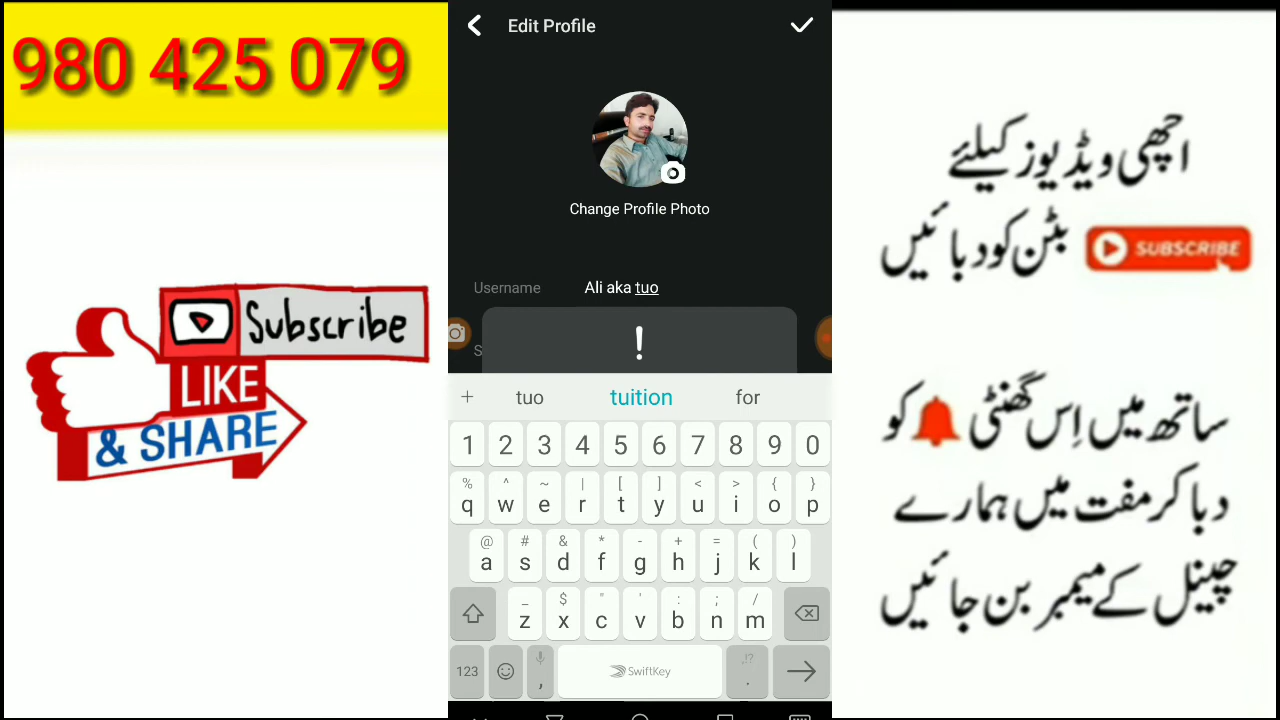 980 425 079
Subscribe
LIKE
& SHARE
Edit Profile
Change Profile Photo
Username Ali aka tuo
S
!
+ tuo tuition for
1 2 3 4 5 6 7 8 9 0
% ^ ~ | [ ] < > { }
q w e r t y u i o p
@ # & * - + = ( )
a s d f g h j k l
_ $ " ' : ; /
z x c v b n m
123 , SwiftKey ,!? .
اچھی ویڈیوز کیلئے
SUBSCRIBE بٹن کو دبائیں
ساتھ میں اِس گھنٹی کو
دبا کر مفت میں ہمارے
چینل کے میمبر بن جائیں